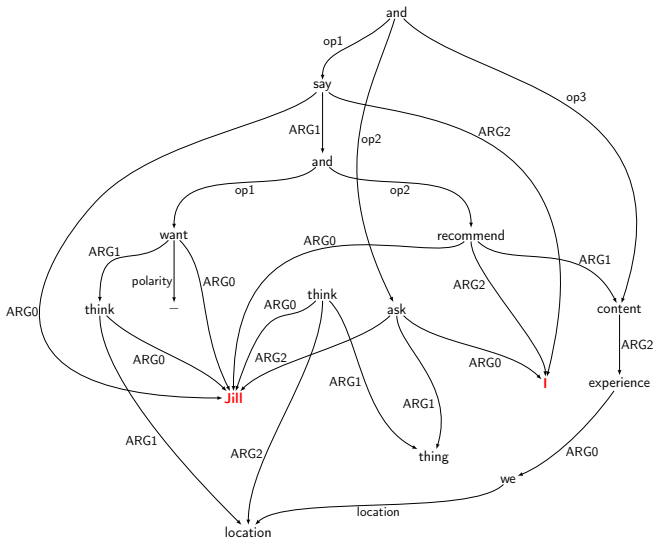 and
op1
op3
say
ARG1
op2
ARG2
and
op1
op2
want
recommend
ARG0
ARG1
ARG1
polarity
ARG0
ARG2
think
–
think
ask
content
ARG0
ARG0
ARG2
ARG0
ARG2
ARG0
ARG1
I
experience
Jill
ARG1
ARG1
ARG2
thing
ARG0
we
location
location